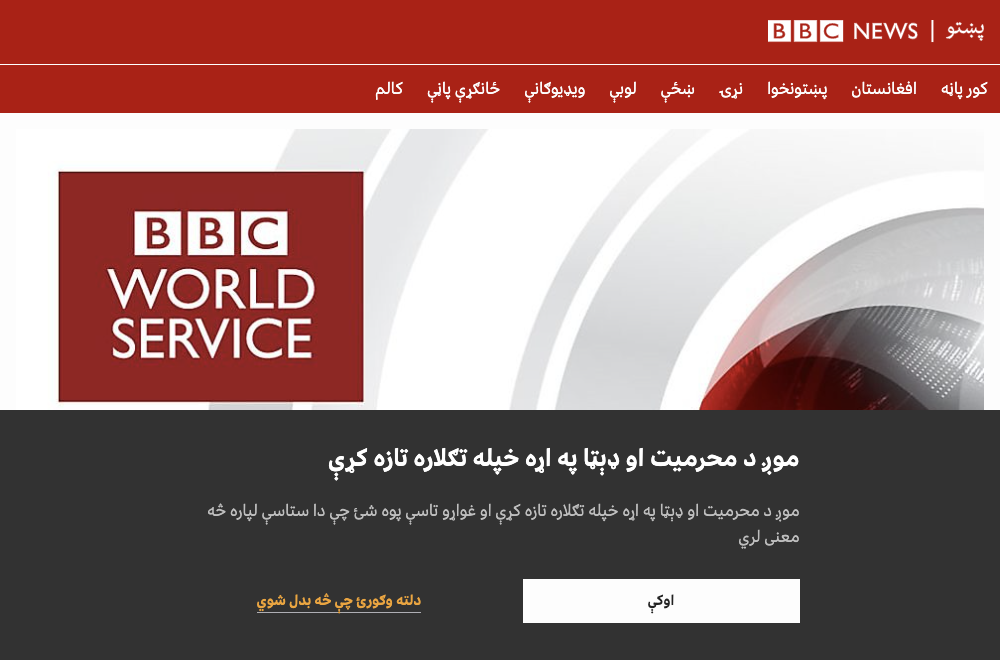 BBC NEWS | پښتو
کور پاڼه افغانستان پښتونخوا نړۍ ښځې لوبې ویډیوګانې ځانګړې پاڼې کالم
BBC
WORLD
SERVICE
موږ د محرمیت او ډېټا په اړه خپله تګلاره تازه کړې
موږ د محرمیت او ډېټا په اړه خپله تګلاره تازه کړې او غواړو تاسې پوه شئ چې دا ستاسې لپاره څه
معنی لري
اوکې
دلته وګورئ چې څه بدل شوي